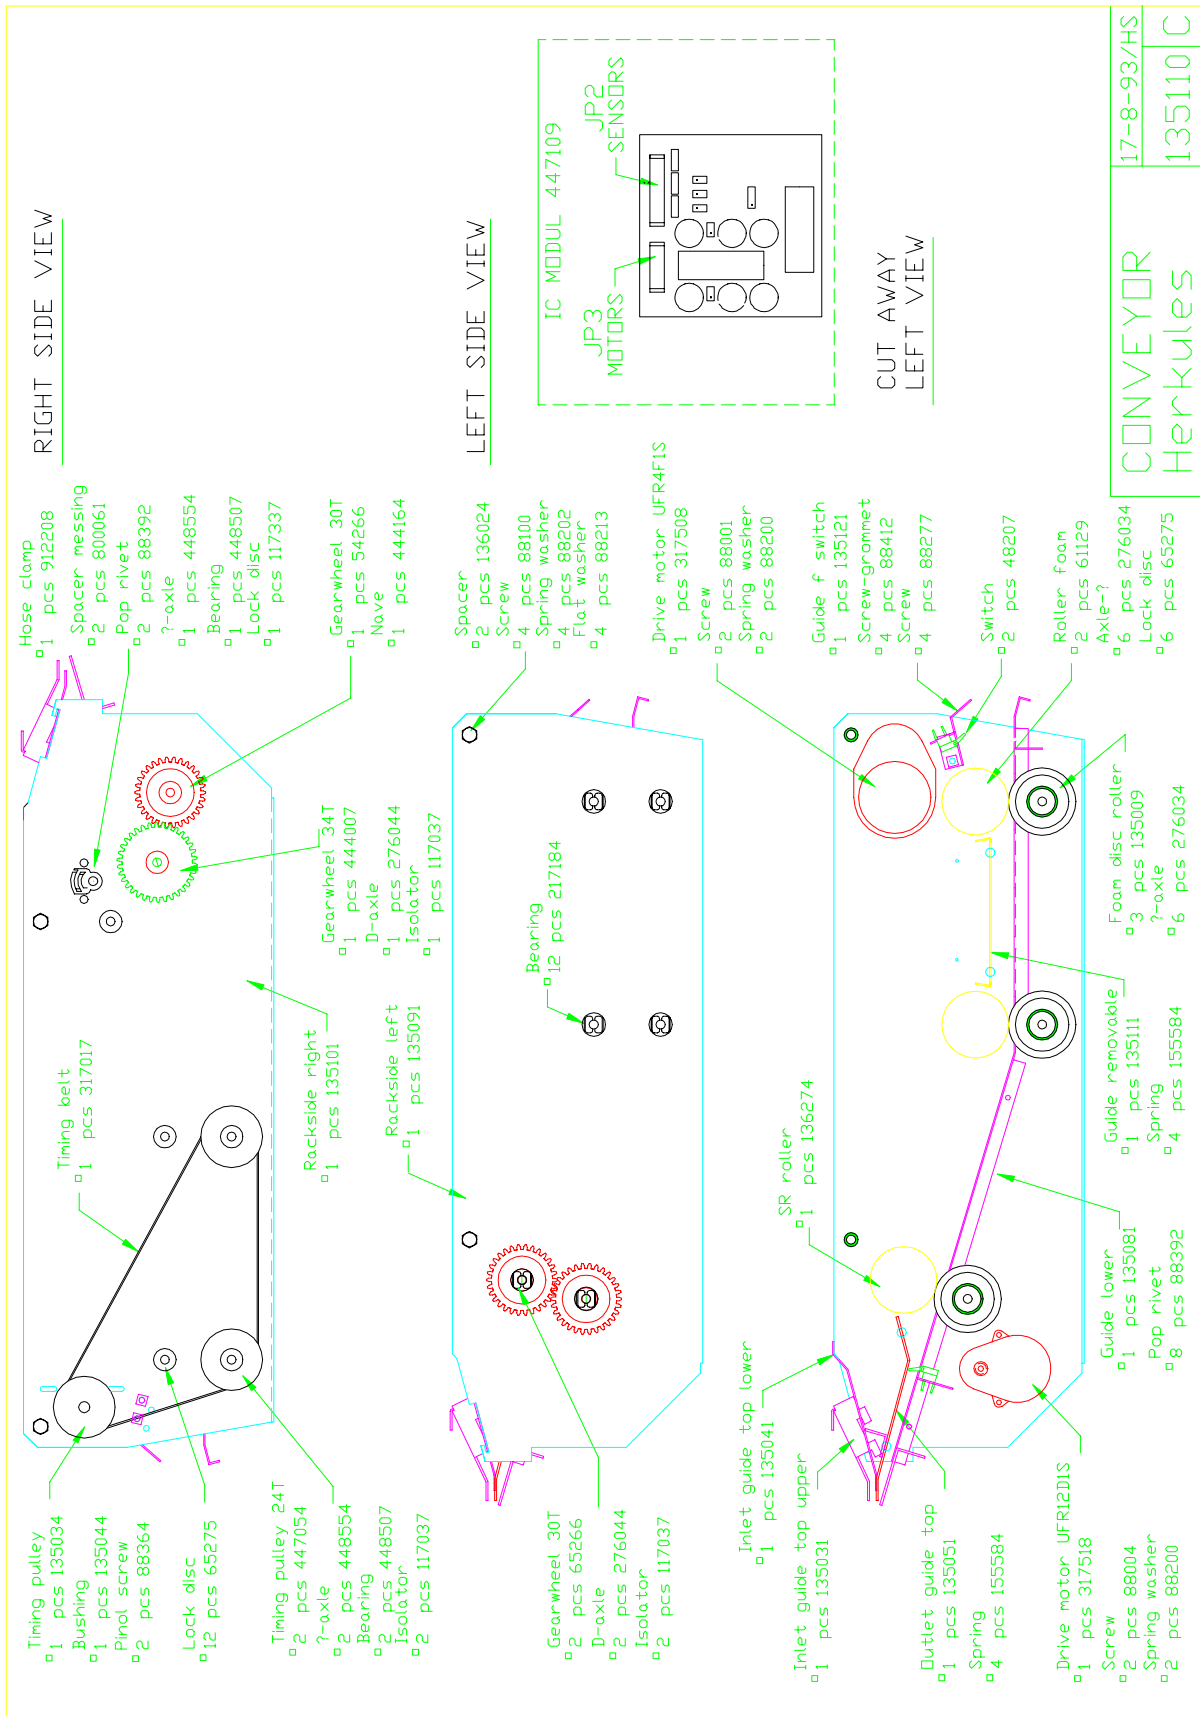 RIGHT SIDE VIEW
Timing pulley
1 pcs 135034
Bushing
1 pcs 135044
Pinol screw
2 pcs 88364
Lock disc
12 pcs 65275
Timing pulley 24T
2 pcs 447054
?-axle
2 pcs 448554
Bearing
2 pcs 448507
Isolator
2 pcs 117037
Timing belt
1 pcs 317017
Rackside right
1 pcs 135101
Gearwheel 34T
1 pcs 444007
D-axle
1 pcs 276044
Isolator
1 pcs 117037
Hose clamp
1 pcs 912208
Spacer messing
2 pcs 800061
Pop rivet
2 pcs 88392
?-axle
1 pcs 448554
Bearing
1 pcs 448507
Lock disc
1 pcs 117337
Gearwheel 30T
1 pcs 54266
Nave
1 pcs 444164
LEFT SIDE VIEW
Rackside left
1 pcs 135091
Bearing
12 pcs 217184
Gearwheel 30T
2 pcs 65266
D-axle
2 pcs 276044
Isolator
2 pcs 117037
Spacer
2 pcs 136024
Screw
4 pcs 88100
Spring washer
4 pcs 88202
Flat washer
4 pcs 88213
IC MODUL 447109
JP3
MOTORS
JP2
SENSORS
CUT AWAY
LEFT VIEW
Inlet guide top lower
1 pcs 135041
Inlet guide top upper
1 pcs 135031
Outlet guide top
1 pcs 135051
Spring
4 pcs 155584
Drive motor UFR12D1S
1 pcs 317518
Screw
2 pcs 88004
Spring washer
2 pcs 88200
SR roller
1 pcs 136274
Guide lower
1 pcs 135081
Pop rivet
8 pcs 88392
Guide removable
1 pcs 135111
Spring
4 pcs 155584
Foam disc roller
3 pcs 135009
?-axle
6 pcs 276034
Drive motor UFR4F1S
1 pcs 317508
Screw
2 pcs 88001
Spring washer
2 pcs 88200
Guide f switch
1 pcs 135121
Screw-grommet
4 pcs 88412
Screw
4 pcs 88277
Switch
2 pcs 48207
Roller foam
2 pcs 61129
Axle-?
6 pcs 276034
Lock disc
6 pcs 65275
CONVEYOR
Herkules
17-8-93/HS
135110 C